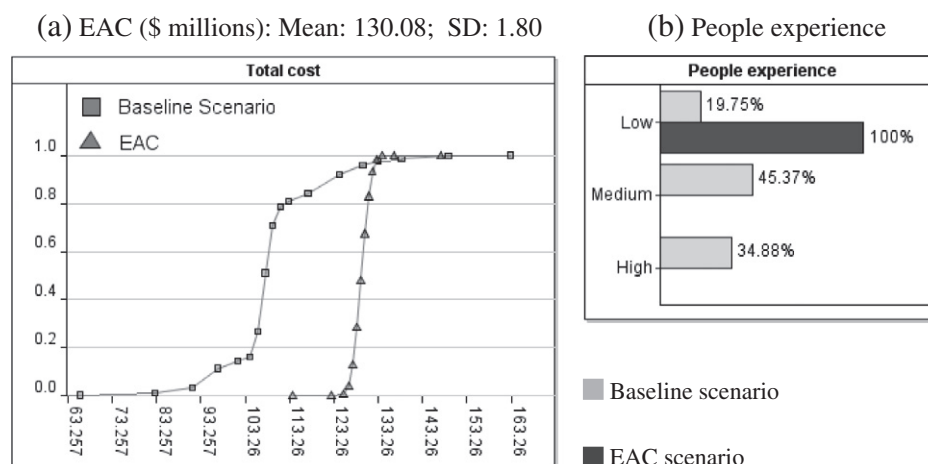 (a) EAC ($ millions): Mean: 130.08; SD: 1.80
Total cost
Baseline Scenario
EAC
1.0
0.8
0.6
0.4
0.2
0.0
63.257
73.257
83.257
93.257
103.26
113.26
123.26
133.26
143.26
153.26
163.26
(b) People experience
People experience
Low
19.75%
100%
Medium
45.37%
High
34.88%
Baseline scenario
EAC scenario